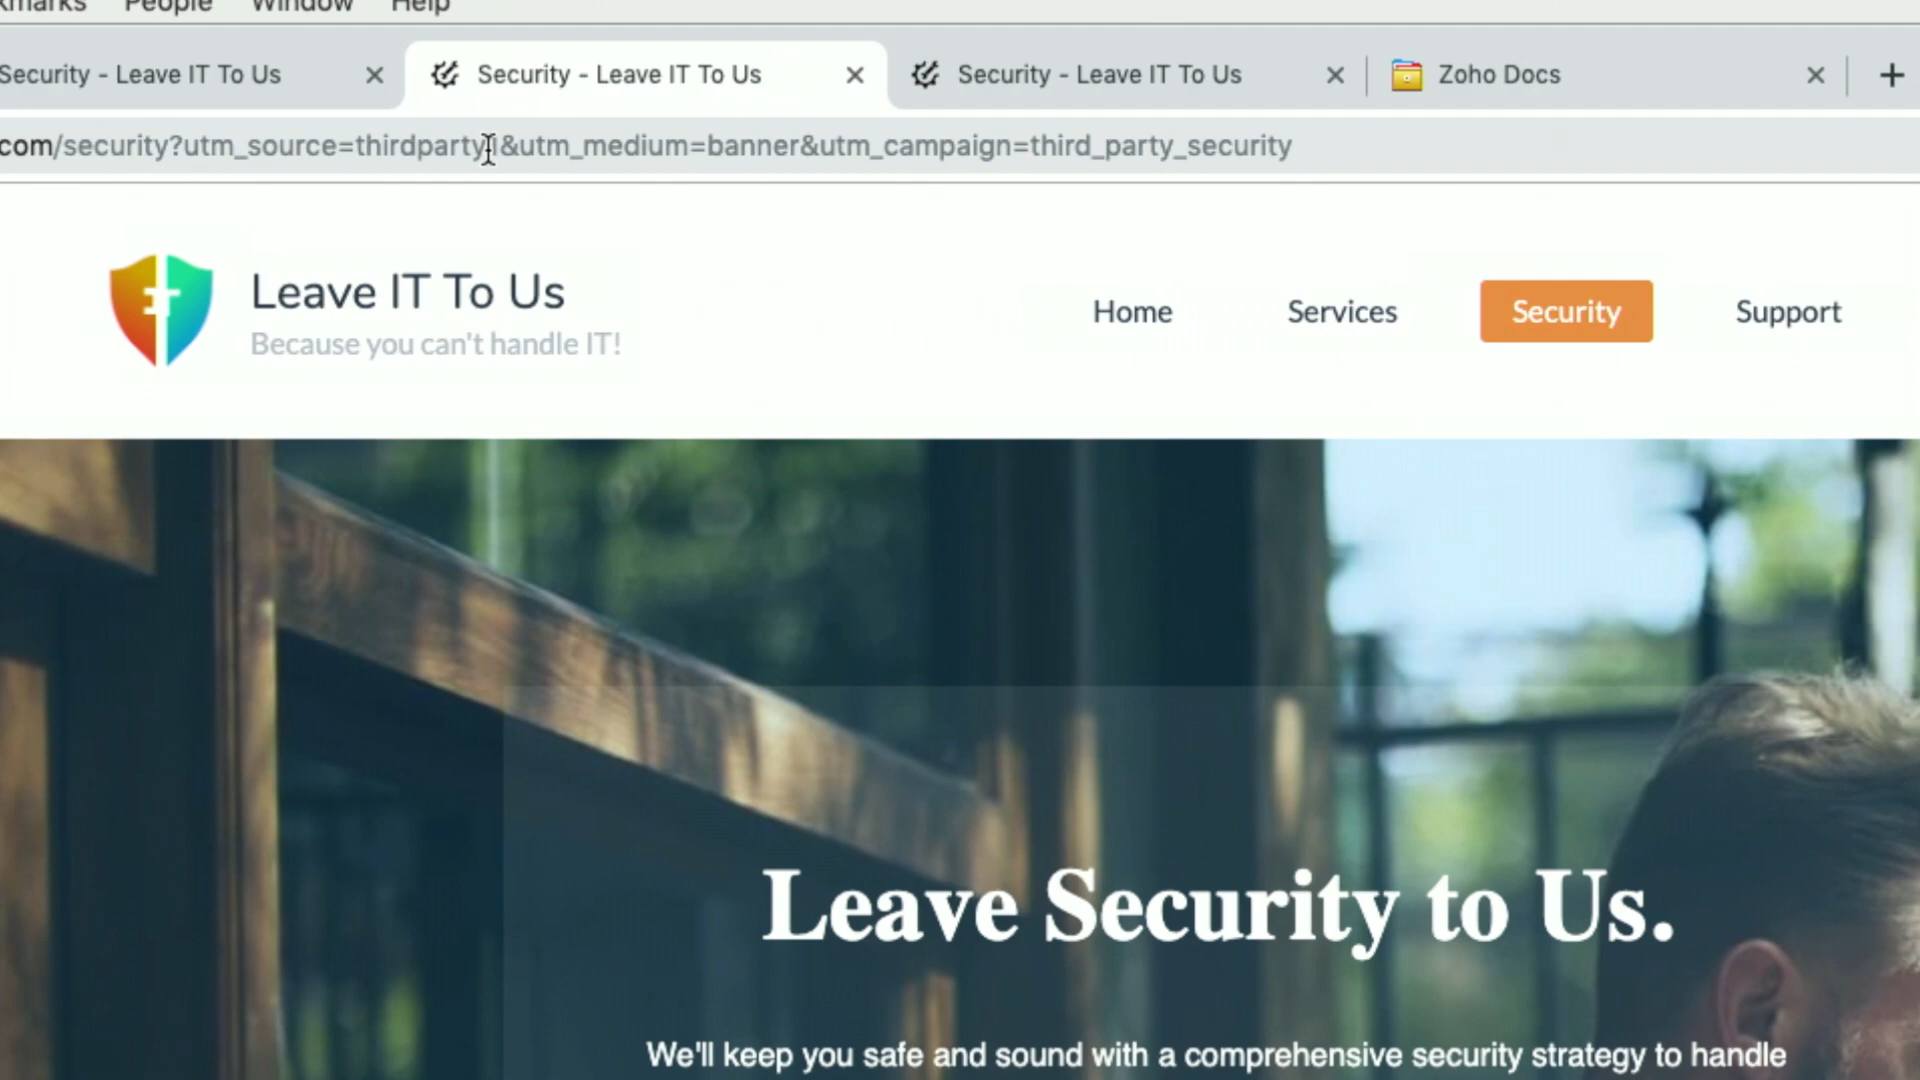 People Window Help
Security - Leave IT To Us Security - Leave IT To Us Security - Leave IT To Us Zoho Docs
com/security?utm_source=thirdparty1&utm_medium=banner&utm_campaign=third_party_security
Leave IT To Us
Because you can't handle IT!
Home Services Security Support
Leave Security to Us.
We'll keep you safe and sound with a comprehensive security strategy to handle